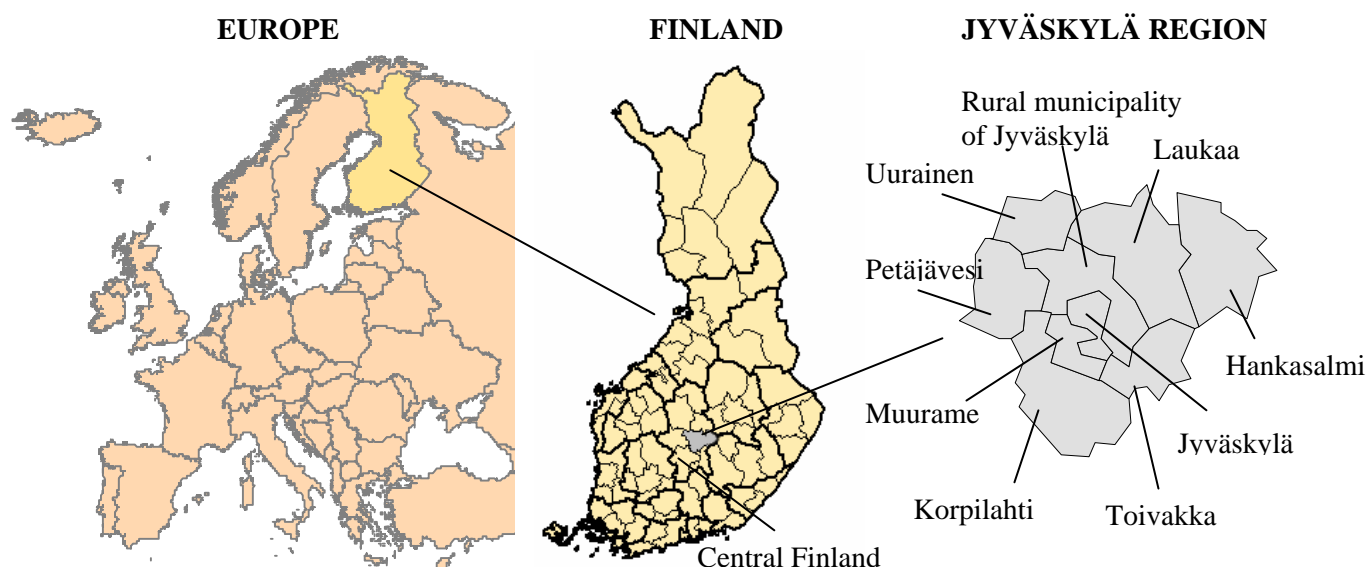 EUROPE
FINLAND
JYVÄSKYLÄ REGION
Rural municipality
of Jyväskylä
Laukaa
Uurainen
Petäjävesi
Hankasalmi
Muurame
Jyväskylä
Korpilahti
Toivakka
Central Finland